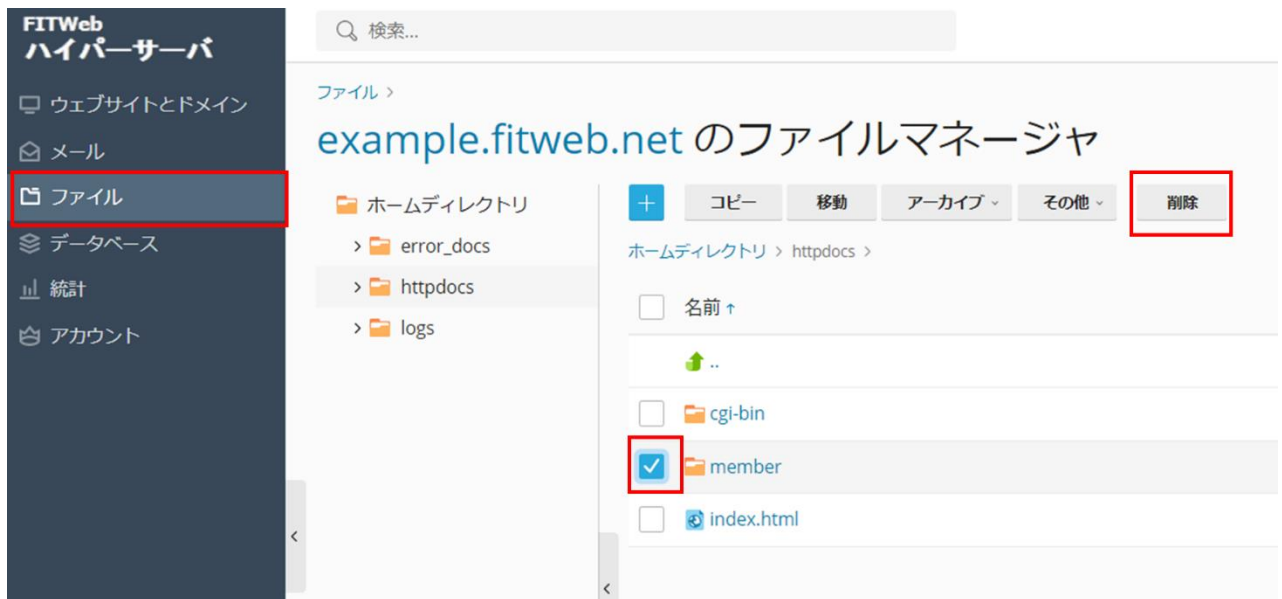 FITWeb
ハイパーサーバ
ウェブサイトとドメイン
メール
ファイル
データベース
統計
アカウント
検索...
ファイル >
example.fitweb.net のファイルマネージャ
ホームディレクトリ
> error_docs
> httpdocs
> logs
+ コピー 移動 アーカイブ その他 削除
ホームディレクトリ > httpdocs >
名前 ↑
..
cgi-bin
member
index.html